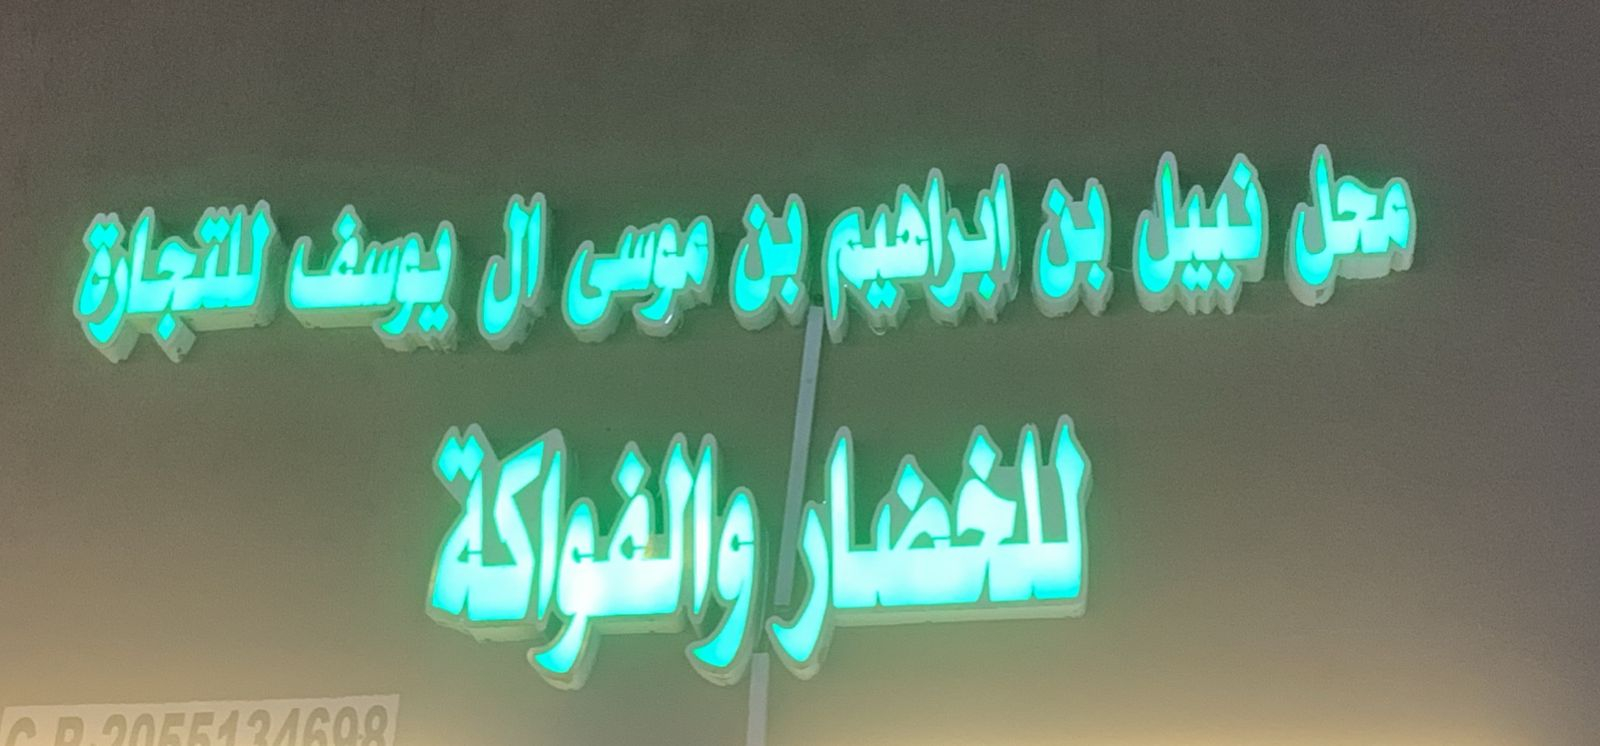 محل نبيل بن ابراهيم بن موسى ال يوسف للتجارة
للخضار والفواكة
C.R.2055134698